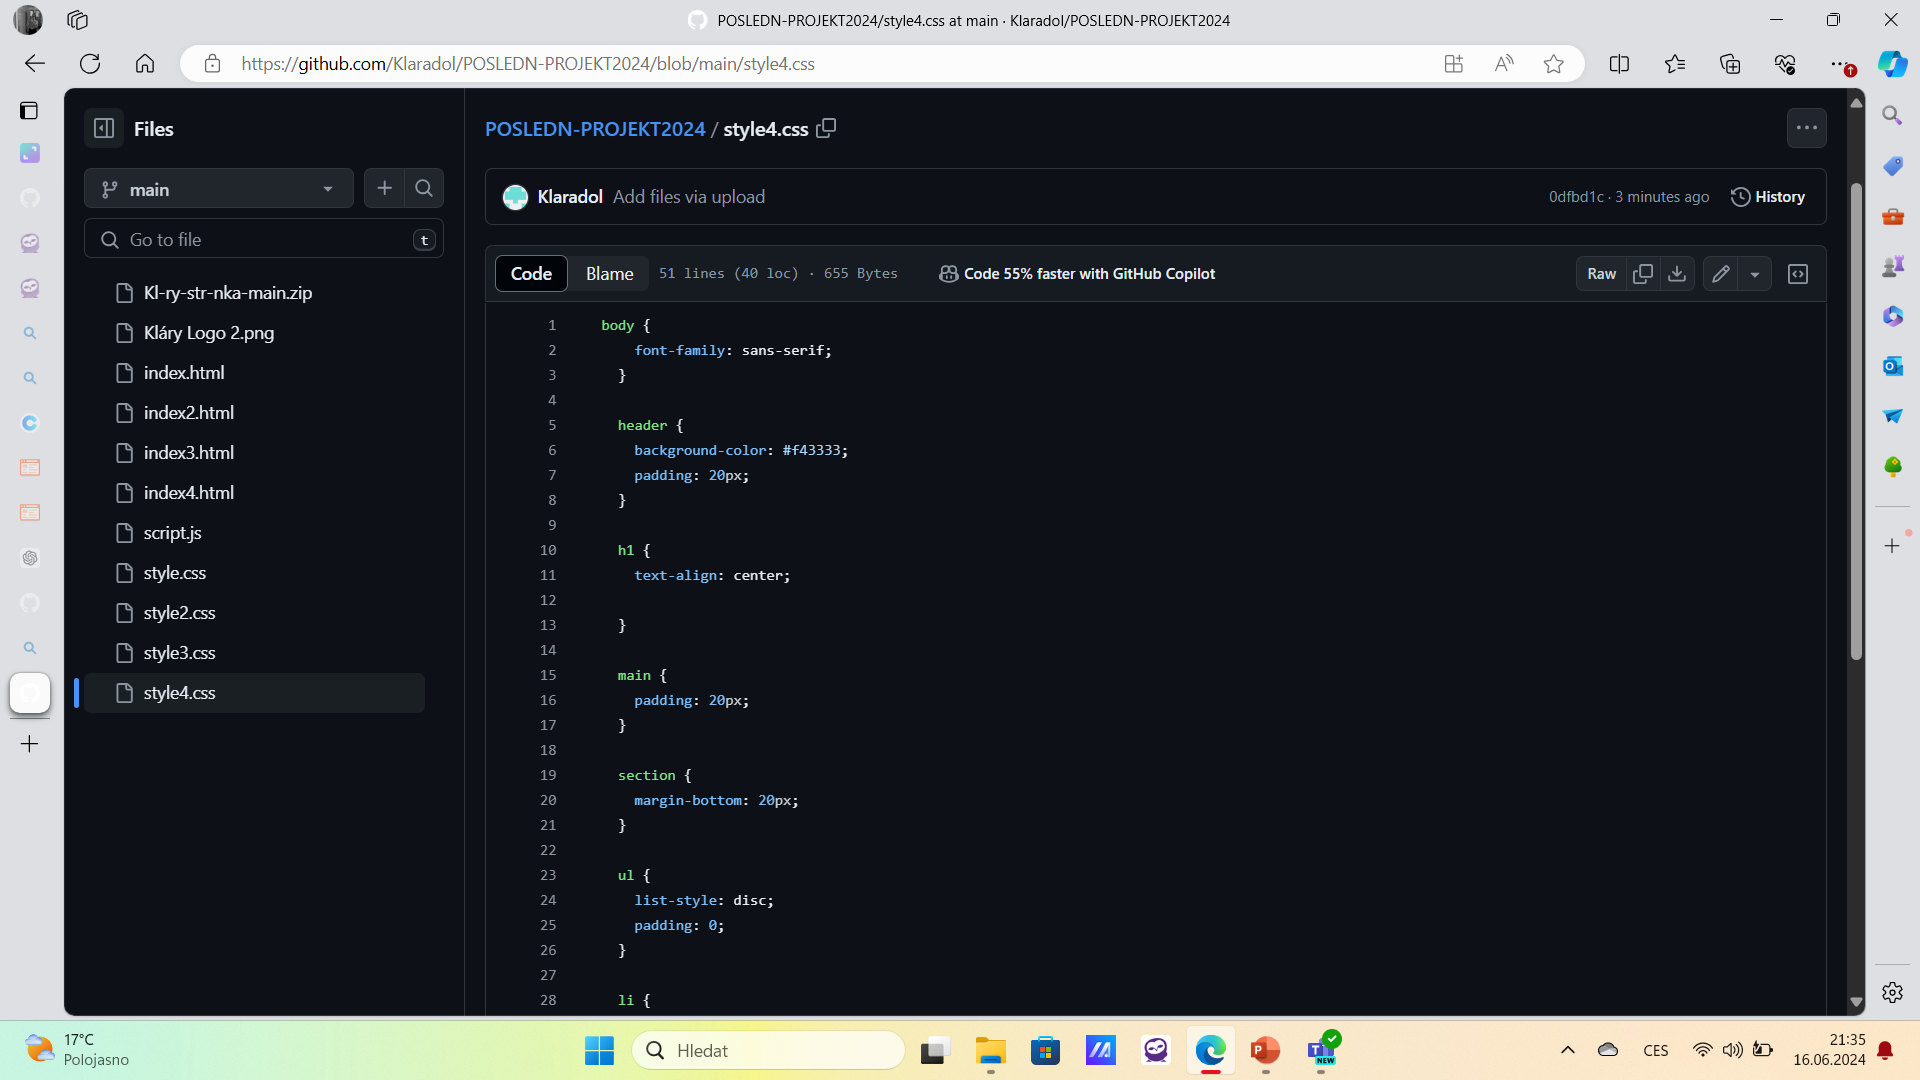 POSLEDN-PROJEKT2024/style4.css at main · Klaradol/POSLEDN-PROJEKT2024
https://github.com/Klaradol/POSLEDN-PROJEKT2024/blob/main/style4.css
Files
main
Go to file
t
Kl-ry-str-nka-main.zip
Kláry Logo 2.png
index.html
index2.html
index3.html
index4.html
script.js
style.css
style2.css
style3.css
style4.css
POSLEDN-PROJEKT2024 / style4.css
Klaradol Add files via upload
0dfbd1c · 3 minutes ago
History
Code
Blame
51 lines (40 loc) · 655 Bytes
Code 55% faster with GitHub Copilot
Raw
1 body {
2 font-family: sans-serif;
3 }
4
5 header {
6 background-color: #f43333;
7 padding: 20px;
8 }
9
10 h1 {
11 text-align: center;
12
13 }
14
15 main {
16 padding: 20px;
17 }
18
19 section {
20 margin-bottom: 20px;
21 }
22
23 ul {
24 list-style: disc;
25 padding: 0;
26 }
27
28 li {
17°C
Polojasno
Hledat
NEW
CES
21:35
16.06.2024